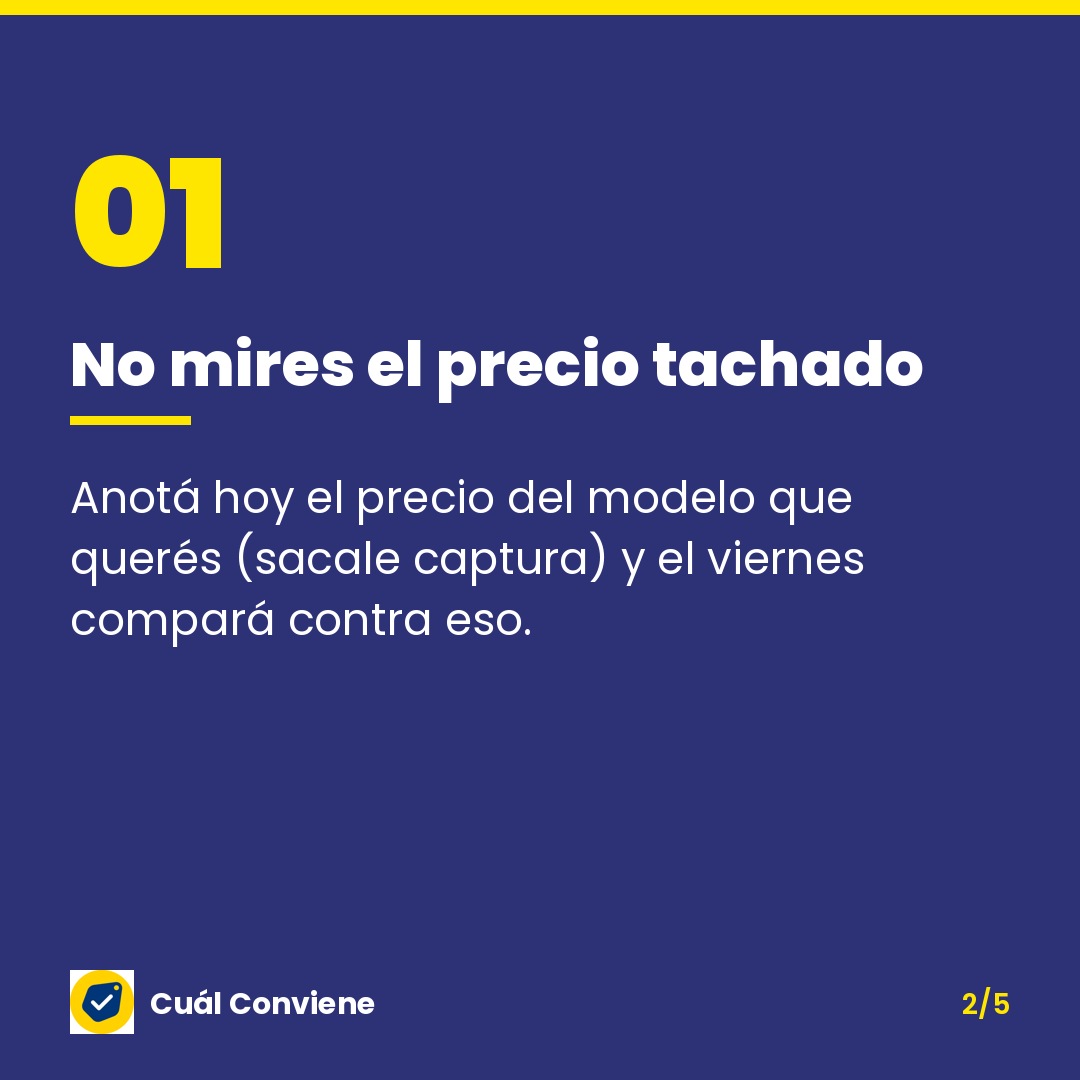 01
No mires el precio tachado
Anotá hoy el precio del modelo que
querés (sacale captura) y el viernes
compará contra eso.
Cuál Conviene
2/5